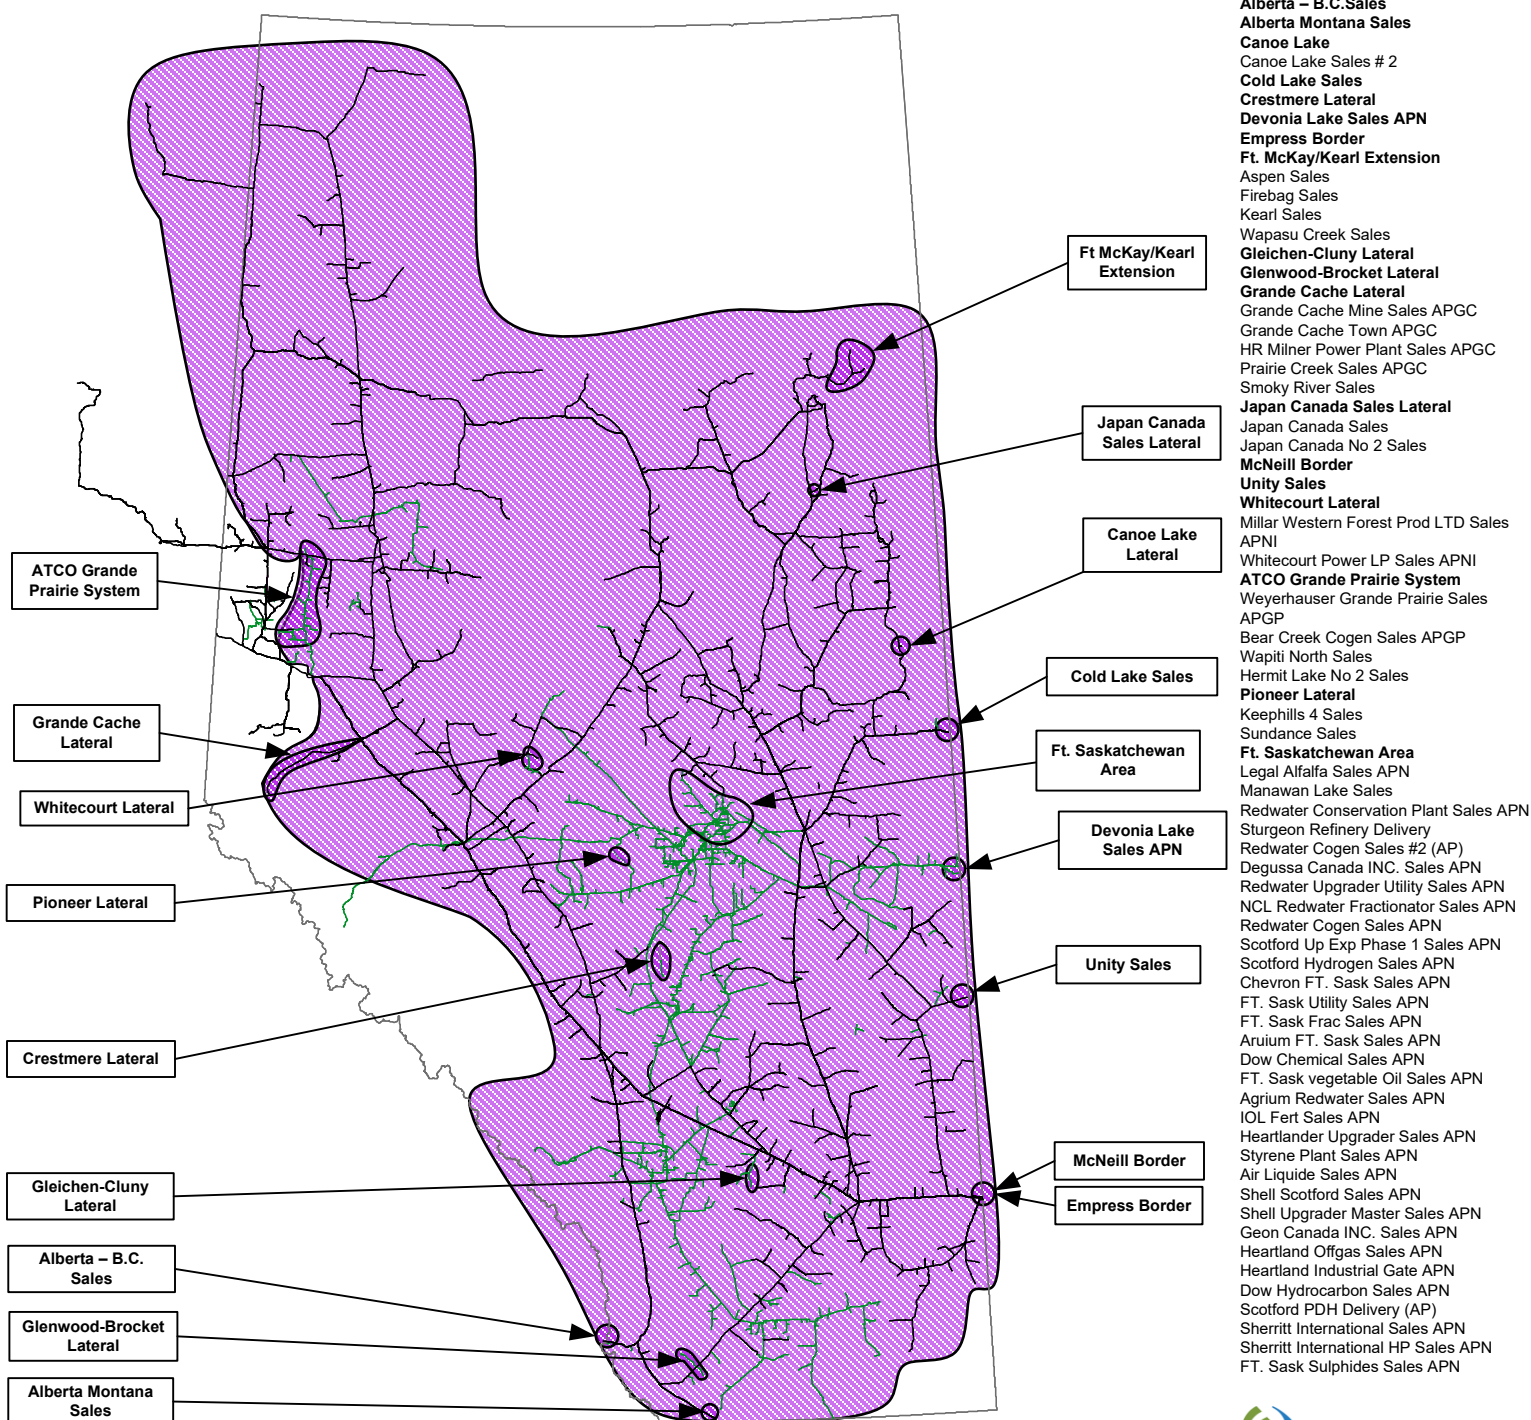 Ft McKay/Kearl
Extension
Japan Canada
Sales Lateral
Canoe Lake
Lateral
ATCO Grande
Prairie System
Cold Lake Sales
Grande Cache
Lateral
Ft. Saskatchewan
Area
Whitecourt Lateral
Devonia Lake
Sales APN
Pioneer Lateral
Unity Sales
Crestmere Lateral
McNeill Border
Gleichen-Cluny
Lateral
Empress Border
Alberta – B.C.
Sales
Glenwood-Brocket
Lateral
Alberta Montana
Sales
Alberta – B.C.Sales
Alberta Montana Sales
Canoe Lake
Canoe Lake Sales # 2
Cold Lake Sales
Crestmere Lateral
Devonia Lake Sales APN
Empress Border
Ft. McKay/Kearl Extension
Aspen Sales
Firebag Sales
Kearl Sales
Wapasu Creek Sales
Gleichen-Cluny Lateral
Glenwood-Brocket Lateral
Grande Cache Lateral
Grande Cache Mine Sales APGC
Grande Cache Town APGC
HR Milner Power Plant Sales APGC
Prairie Creek Sales APGC
Smoky River Sales
Japan Canada Sales Lateral
Japan Canada Sales
Japan Canada No 2 Sales
McNeill Border
Unity Sales
Whitecourt Lateral
Millar Western Forest Prod LTD Sales
APNI
Whitecourt Power LP Sales APNI
ATCO Grande Prairie System
Weyerhauser Grande Prairie Sales
APGP
Bear Creek Cogen Sales APGP
Wapiti North Sales
Hermit Lake No 2 Sales
Pioneer Lateral
Keephills 4 Sales
Sundance Sales
Ft. Saskatchewan Area
Legal Alfalfa Sales APN
Manawan Lake Sales
Redwater Conservation Plant Sales APN
Sturgeon Refinery Delivery
Redwater Cogen Sales #2 (AP)
Degussa Canada INC. Sales APN
Redwater Upgrader Utility Sales APN
NCL Redwater Fractionator Sales APN
Redwater Cogen Sales APN
Scotford Up Exp Phase 1 Sales APN
Scotford Hydrogen Sales APN
Chevron FT. Sask Sales APN
FT. Sask Utility Sales APN
FT. Sask Frac Sales APN
Aruium FT. Sask Sales APN
Dow Chemical Sales APN
FT. Sask vegetable Oil Sales APN
Agrium Redwater Sales APN
IOL Fert Sales APN
Heartlander Upgrader Sales APN
Styrene Plant Sales APN
Air Liquide Sales APN
Shell Scotford Sales APN
Shell Upgrader Master Sales APN
Geon Canada INC. Sales APN
Heartland Offgas Sales APN
Heartland Industrial Gate APN
Dow Hydrocarbon Sales APN
Scotford PDH Delivery (AP)
Sherritt International Sales APN
Sherritt International HP Sales APN
FT. Sask Sulphides Sales APN